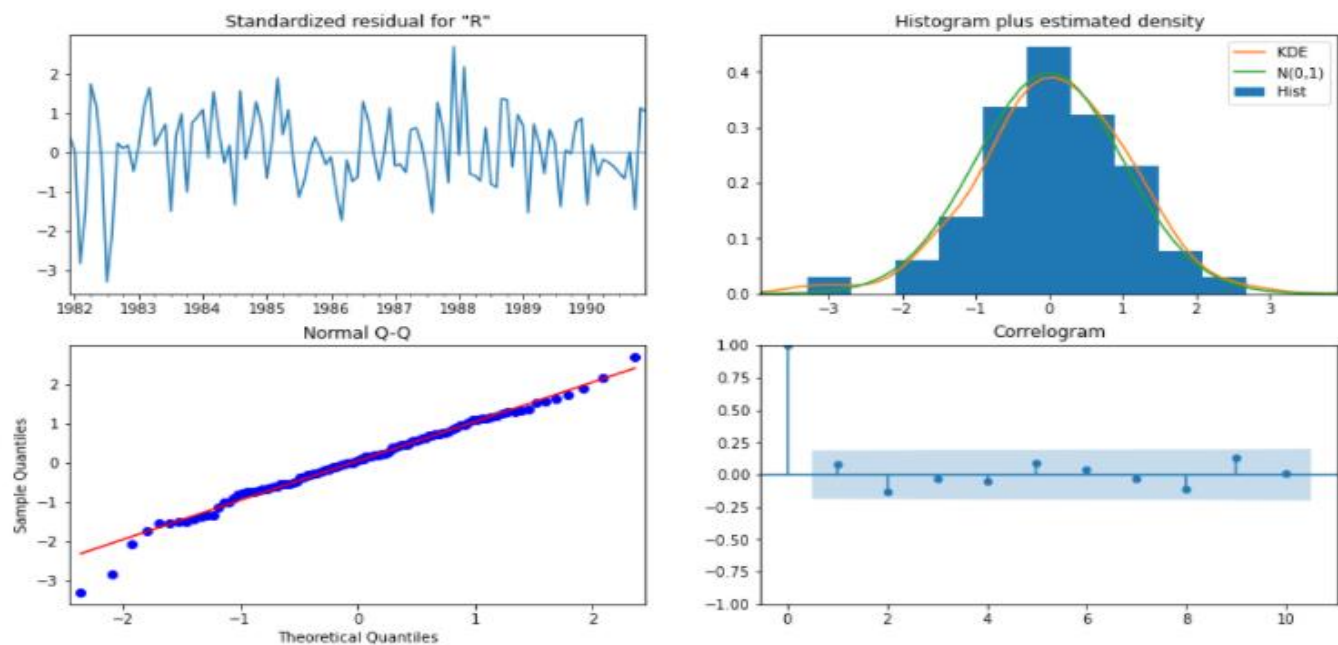 Standardized residual for "R"
2
1
0
−1
−2
−3
1982 1983 1984 1985 1986 1987 1988 1989 1990
Histogram plus estimated density
KDE
N(0,1)
Hist
0.4
0.3
0.2
0.1
0.0
−3 −2 −1 0 1 2 3
Normal Q-Q
Sample Quantiles
2
1
0
−1
−2
−3
−2 −1 0 1 2
Theoretical Quantiles
Correlogram
1.00
0.75
0.50
0.25
0.00
−0.25
−0.50
−0.75
−1.00
0 2 4 6 8 10